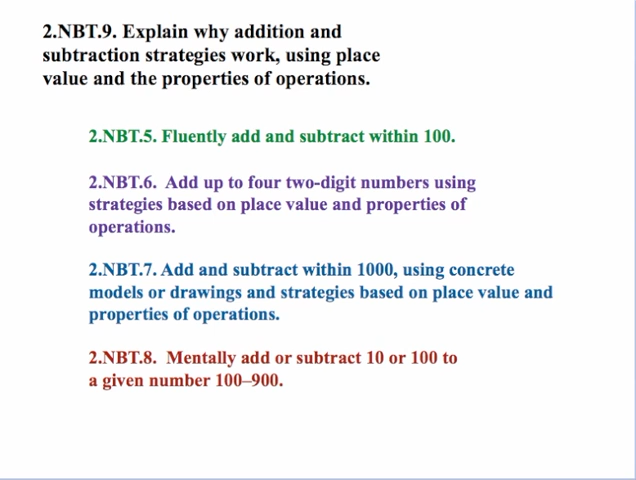 2.NBT.9. Explain why addition and
subtraction strategies work, using place
value and the properties of operations.
2.NBT.5. Fluently add and subtract within 100.
2.NBT.6. Add up to four two-digit numbers using
strategies based on place value and properties of
operations.
2.NBT.7. Add and subtract within 1000, using concrete
models or drawings and strategies based on place value and
properties of operations.
2.NBT.8. Mentally add or subtract 10 or 100 to
a given number 100–900.